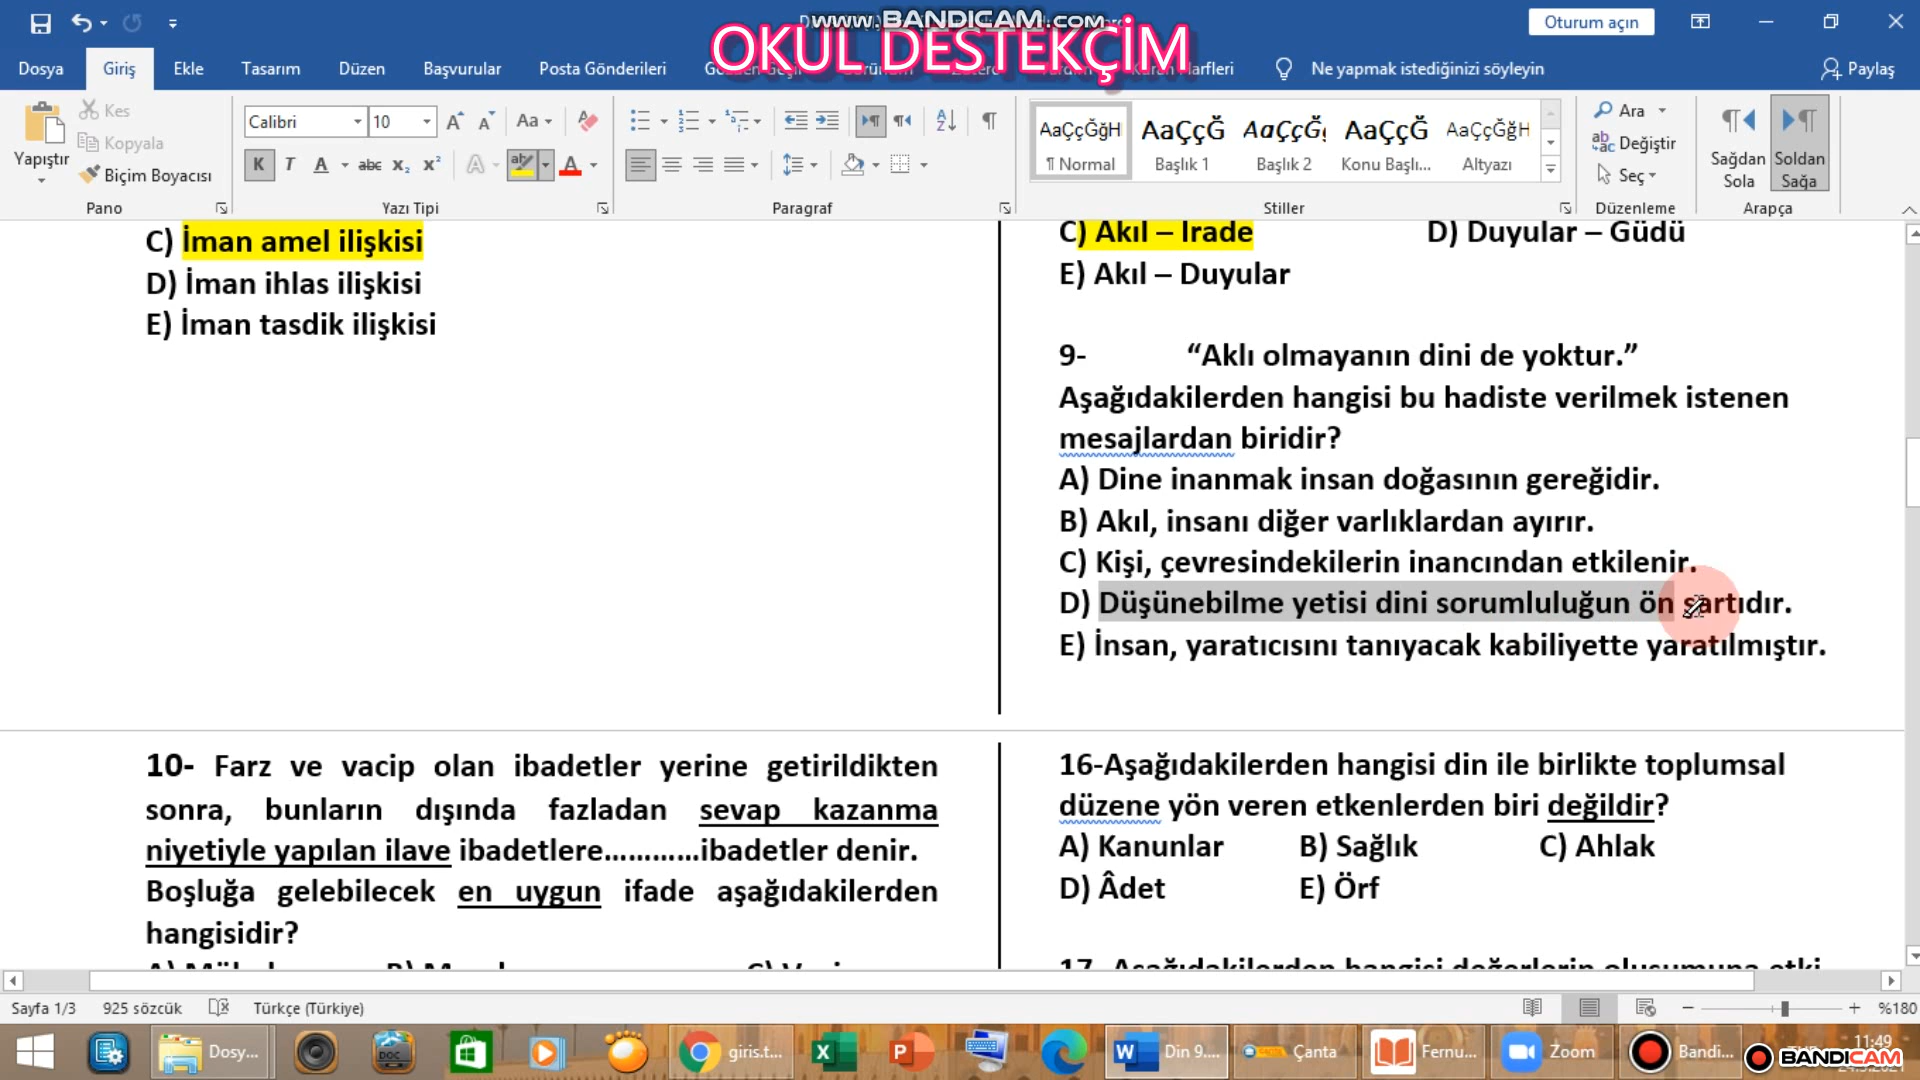 www.BANDICAM.com
OKUL DESTEKÇİM
Oturum açın
Dosya
Giriş
Ekle
Tasarım
Düzen
Başvurular
Posta Gönderileri
Ne yapmak istediğinizi söyleyin
Paylaş
Yapıştır
Kes
Kopyala
Biçim Boyacısı
Pano
Calibri
10
Yazı Tipi
Paragraf
AaÇçĞğH
¶ Normal
AaÇçĞ
Başlık 1
Başlık 2
AaÇçĞ
Konu Başlı...
AaÇçĞğH
Altyazı
Stiller
Ara
Değiştir
Seç
Düzenleme
Sağdan Sola
Soldan Sağa
Arapça
C) İman amel ilişkisi
D) İman ihlas ilişkisi
E) İman tasdik ilişkisi
C) Akıl – İrade D) Duyular – Güdü
E) Akıl – Duyular
9- “Aklı olmayanın dini de yoktur.”
Aşağıdakilerden hangisi bu hadiste verilmek istenen
mesajlardan biridir?
A) Dine inanmak insan doğasının gereğidir.
B) Akıl, insanı diğer varlıklardan ayırır.
C) Kişi, çevresindekilerin inancından etkilenir.
D) Düşünebilme yetisi dini sorumluluğun ön şartıdır.
E) İnsan, yaratıcısını tanıyacak kabiliyette yaratılmıştır.
10- Farz ve vacip olan ibadetler yerine getirildikten
sonra, bunların dışında fazladan sevap kazanma
niyetiyle yapılan ilave ibadetlere…………ibadetler denir.
Boşluğa gelebilecek en uygun ifade aşağıdakilerden
hangisidir?
16-Aşağıdakilerden hangisi din ile birlikte toplumsal
düzene yön veren etkenlerden biri değildir?
A) Kanunlar B) Sağlık C) Ahlak
D) Âdet E) Örf
17- Aşağıdakilerden hangisi değerlerin oluşumuna etki
Sayfa 1/3
925 sözcük
Türkçe (Türkiye)
%180
Dosy...
giris.t...
Din 9....
Çanta
Fernu...
Zoom
Bandi...
11:49
BANDICAM